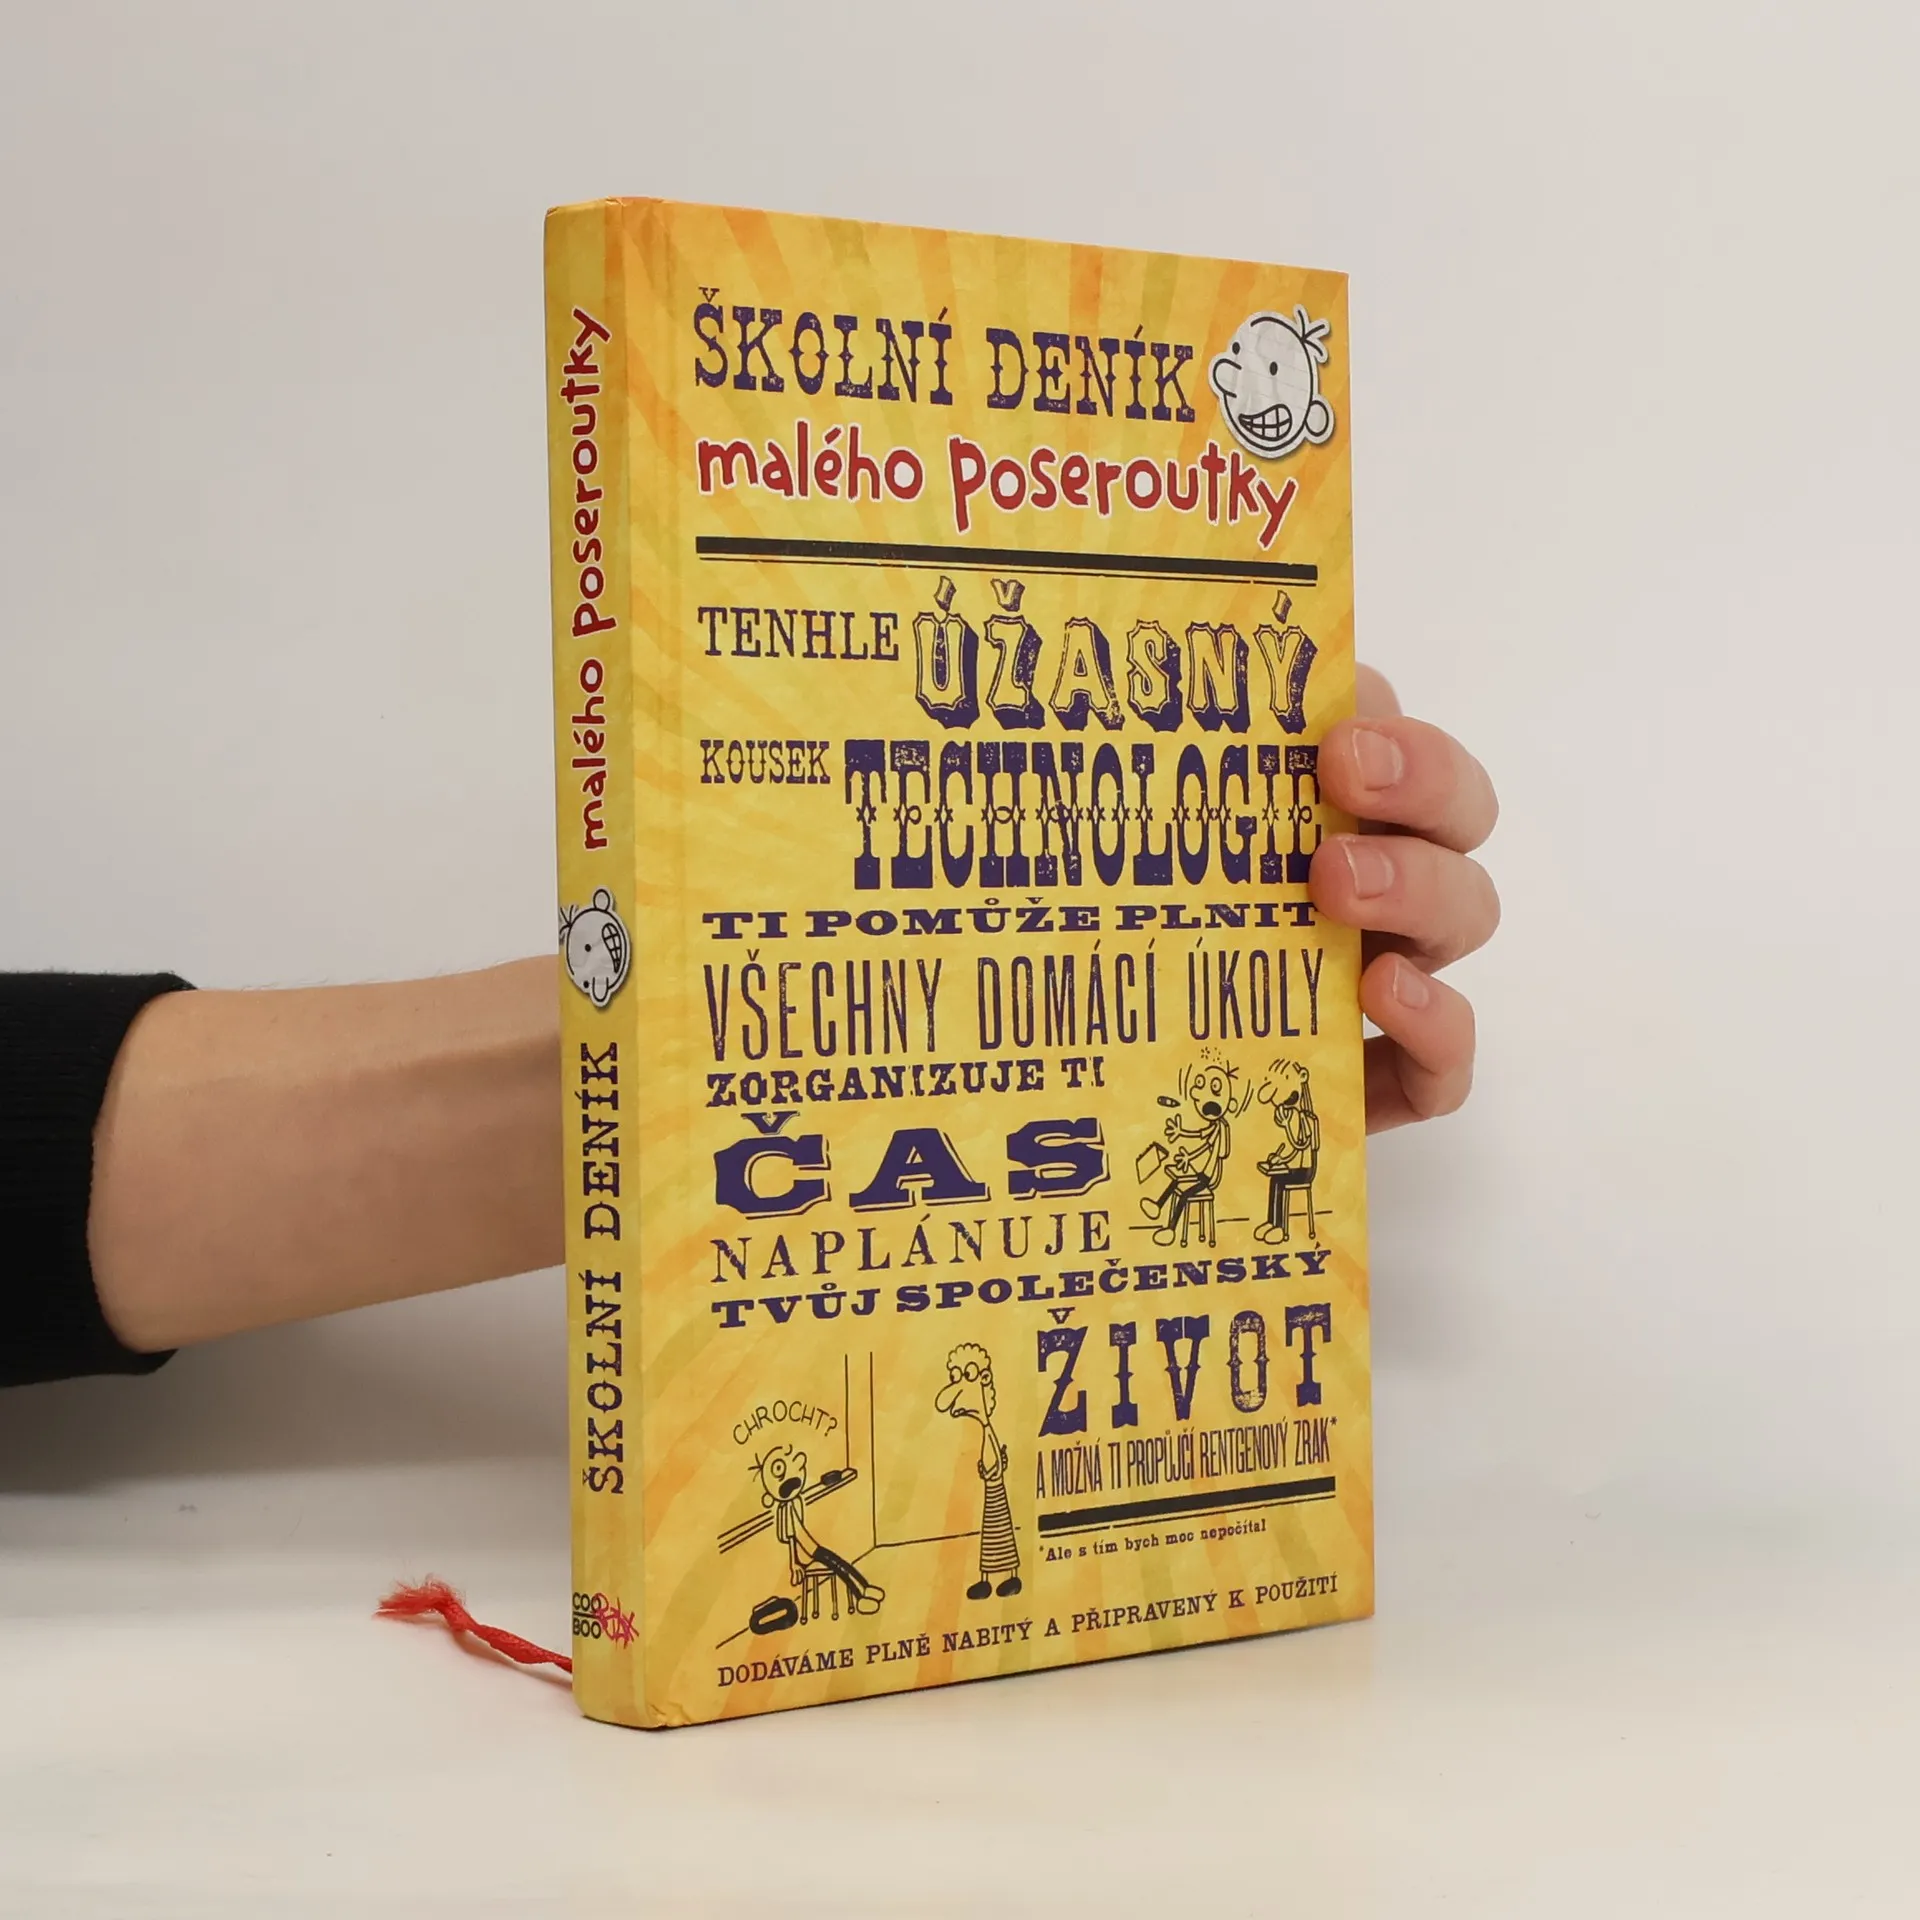 ŠKOLNÍ DENÍK
malého poseroutky
TENHLE ÚŽASNÝ
KOUSEK TECHNOLOGIE
TI POMŮŽE PLNIT
VŠECHNY DOMÁCÍ ÚKOLY
ZORGANIZUJE TI
ČAS
NAPLÁNUJE
TVŮJ SPOLEČENSKÝ
ŽIVOT
A MOŽNÁ TI PROPŮJČÍ RENTGENOVÝ ZRAK*
*Ale s tím bych moc nepočítal
CHROCHT?
DODÁVÁME PLNĚ NABITÝ A PŘIPRAVENÝ K POUŽITÍ
ŠKOLNÍ DENÍK malého poseroutky
COO
BOO